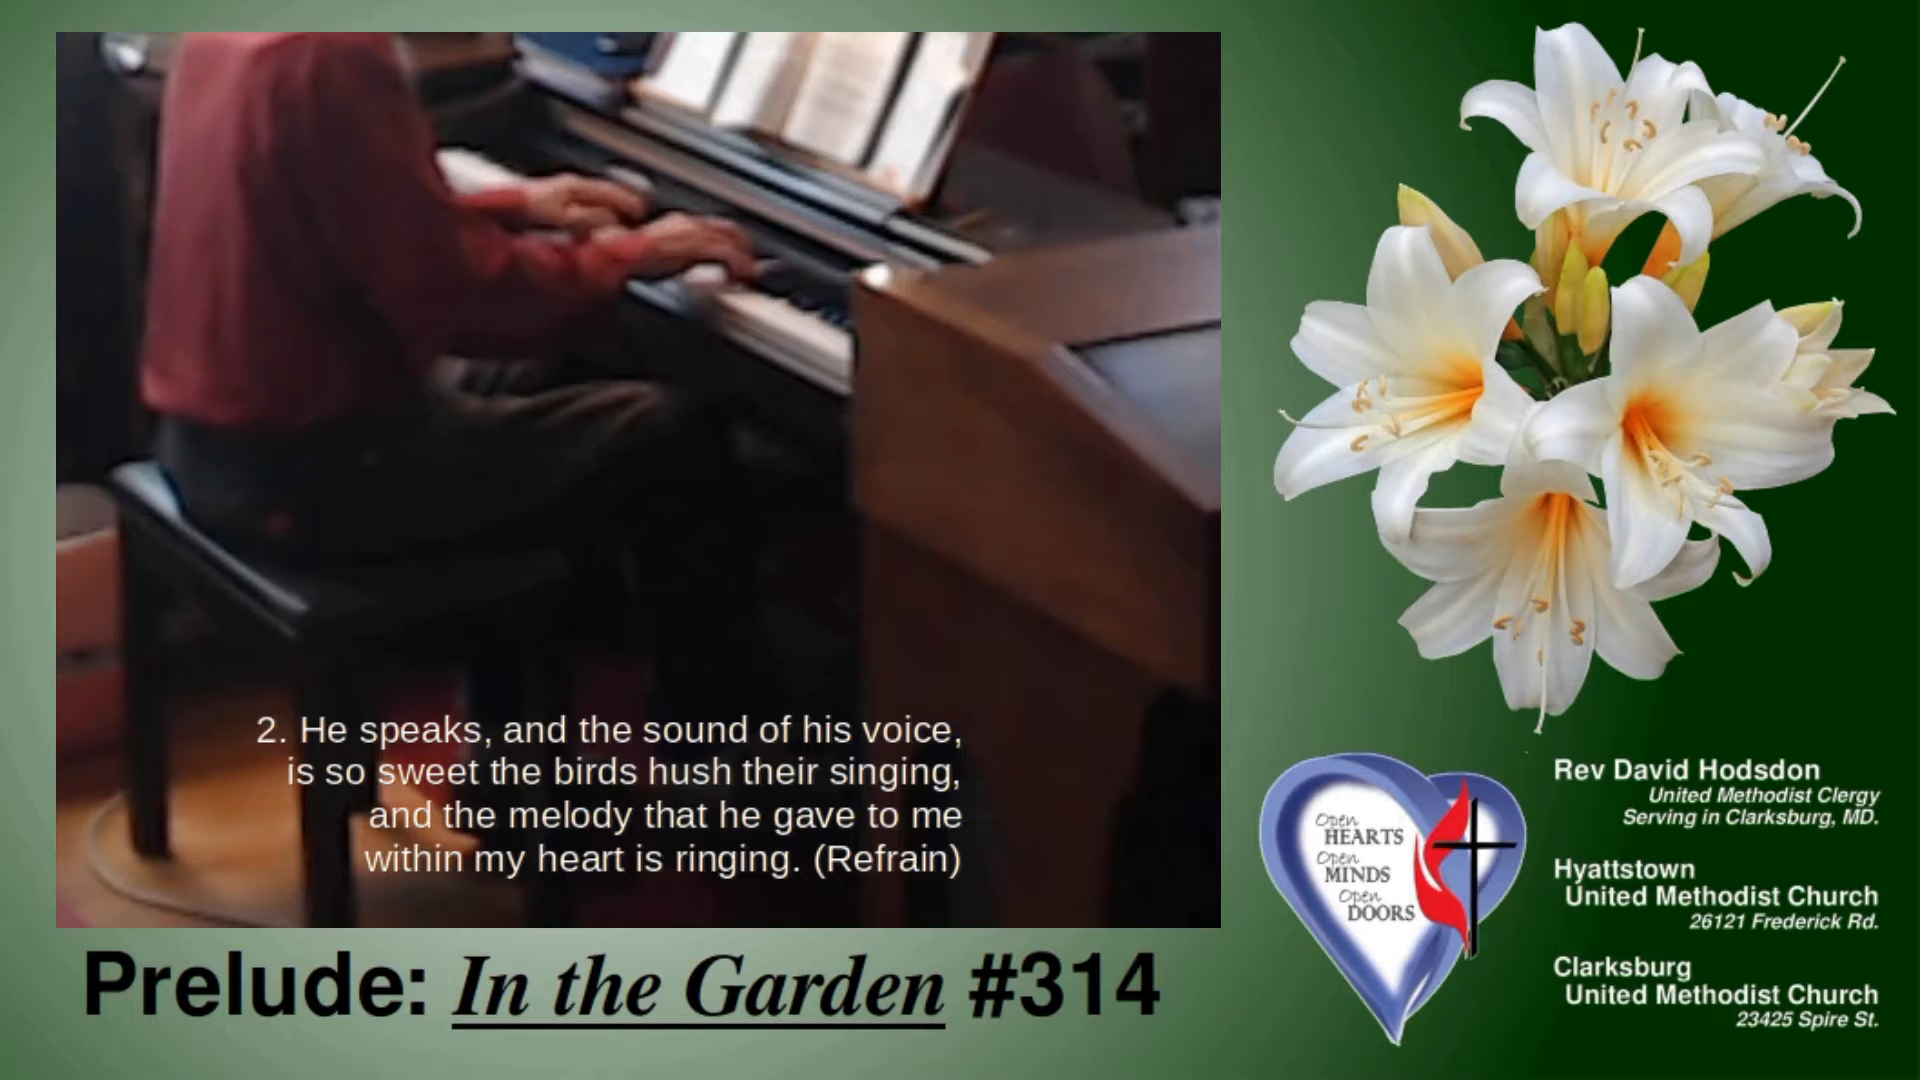 2. He speaks, and the sound of his voice,
is so sweet the birds hush their singing,
and the melody that he gave to me
within my heart is ringing. (Refrain)
Prelude: In the Garden #314
Open
HEARTS
Open
MINDS
Open
DOORS
Rev David Hodsdon
United Methodist Clergy
Serving in Clarksburg, MD.
Hyattstown
United Methodist Church
26121 Frederick Rd.
Clarksburg
United Methodist Church
23425 Spire St.